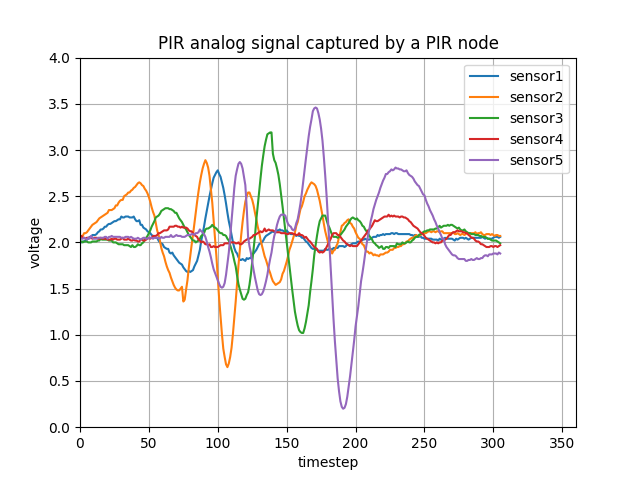 PIR analog signal captured by a PIR node
4.0
3.5
3.0
2.5
2.0
1.5
1.0
0.5
0.0
voltage
sensor1
sensor2
sensor3
sensor4
sensor5
0 50 100 150 200 250 300 350
timestep